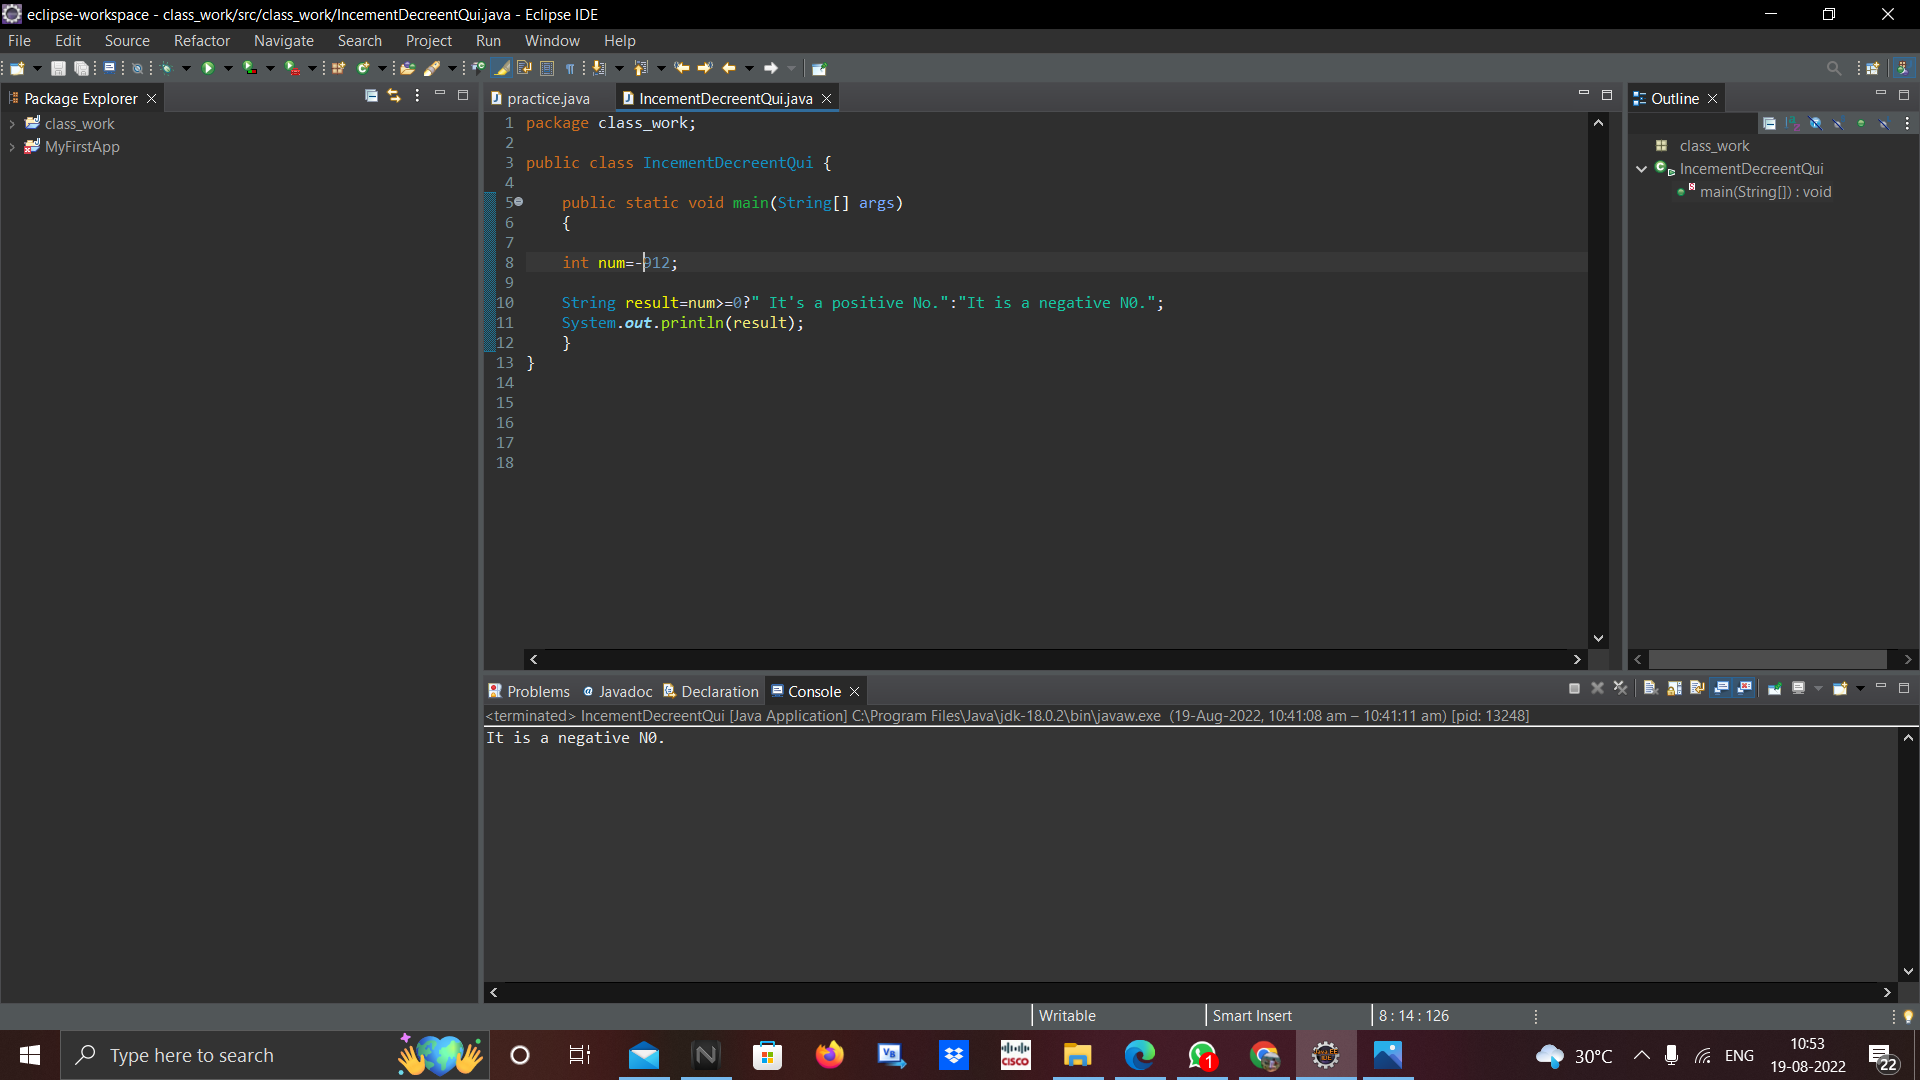 eclipse-workspace - class_work/src/class_work/IncementDecreentQui.java - Eclipse IDE
File Edit Source Refactor Navigate Search Project Run Window Help
Package Explorer
class_work
MyFirstApp
practice.java IncementDecreentQui.java
1 package class_work;
2
3 public class IncementDecreentQui {
4
5 public static void main(String[] args)
6 {
7
8 int num=-912;
9
10 String result=num>=0?" It's a positive No.":"It is a negative N0.";
11 System.out.println(result);
12 }
13 }
14
15
16
17
18
Outline
class_work
IncementDecreentQui
main(String[]) : void
Problems Javadoc Declaration Console
<terminated> IncementDecreentQui [Java Application] C:\Program Files\Java\jdk-18.0.2\bin\javaw.exe (19-Aug-2022, 10:41:08 am – 10:41:11 am) [pid: 13248]
It is a negative N0.
Writable Smart Insert 8 : 14 : 126
Type here to search
VB
CISCO
1
30°C ENG
10:53
19-08-2022
22